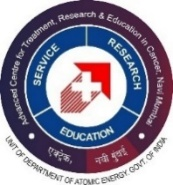 Advanced Centre for Treatment, Research & Education in Cancer, Navi Mumbai
SERVICE
RESEARCH
EDUCATION
एक्ट्रेक, नवी मुंबई
UNIT OF DEPARTMENT OF ATOMIC ENERGY, GOVT. OF INDIA